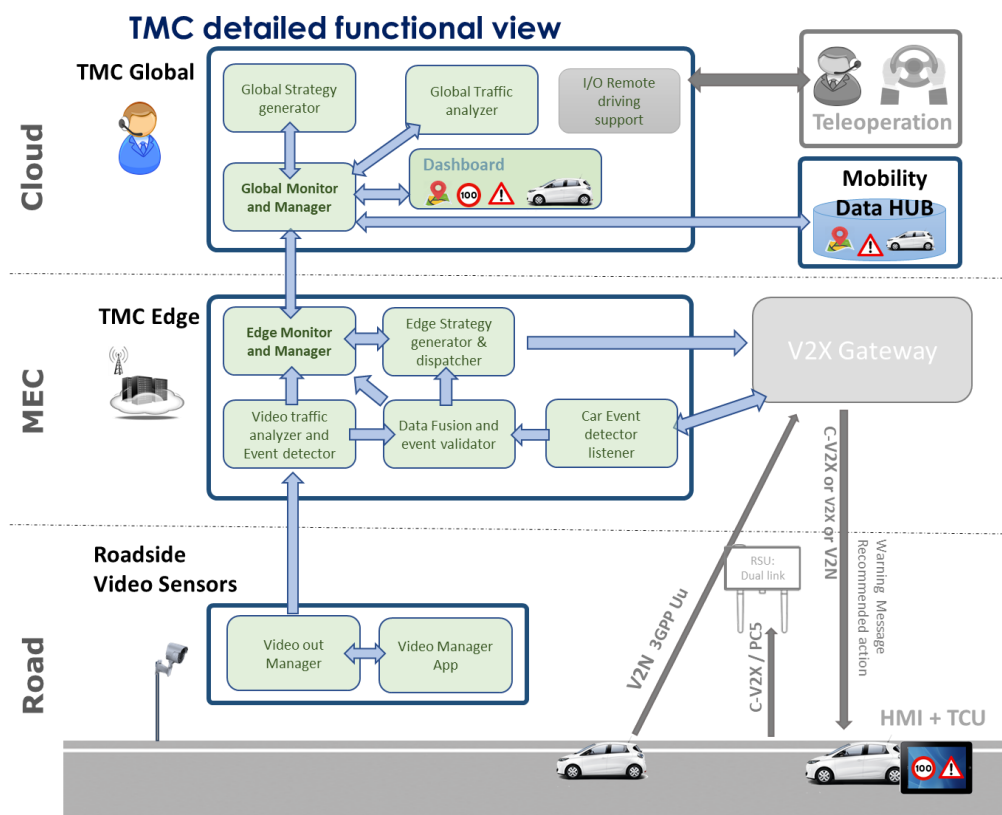 TMC detailed functional view
TMC Global
Cloud
Global Strategy
generator
Global Traffic
analyzer
I/O Remote
driving
support
Teleoperation
Global Monitor
and Manager
Dashboard
100
Mobility
Data HUB
TMC Edge
MEC
Edge Monitor
and Manager
Edge Strategy
generator &
dispatcher
V2X Gateway
Video traffic
analyzer and
Event detector
Data Fusion and
event validator
Car Event
detector
listener
C-V2X or V2X or V2N
Roadside
Video Sensors
Road
RSU:
Dual link
Warning Message
Recommended action
Video out
Manager
Video Manager
App
V2N 3GPP Uu
C-V2X / PC5
HMI + TCU
100